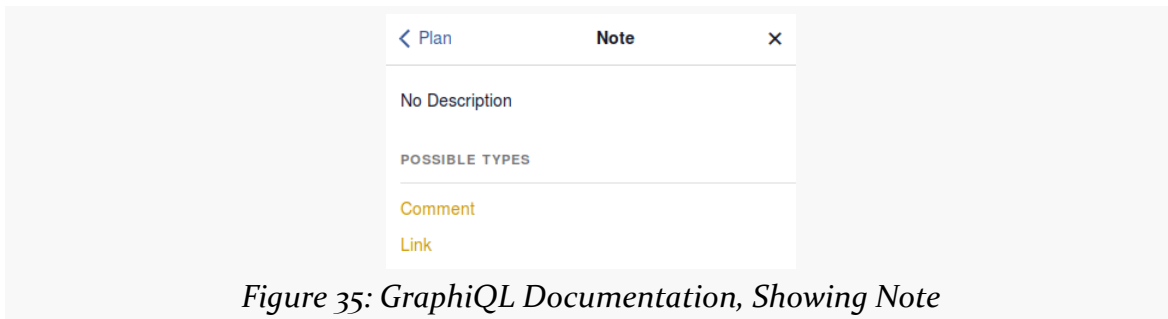 Plan Note ×
No Description
POSSIBLE TYPES
Comment
Link
Figure 35: GraphiQL Documentation, Showing Note